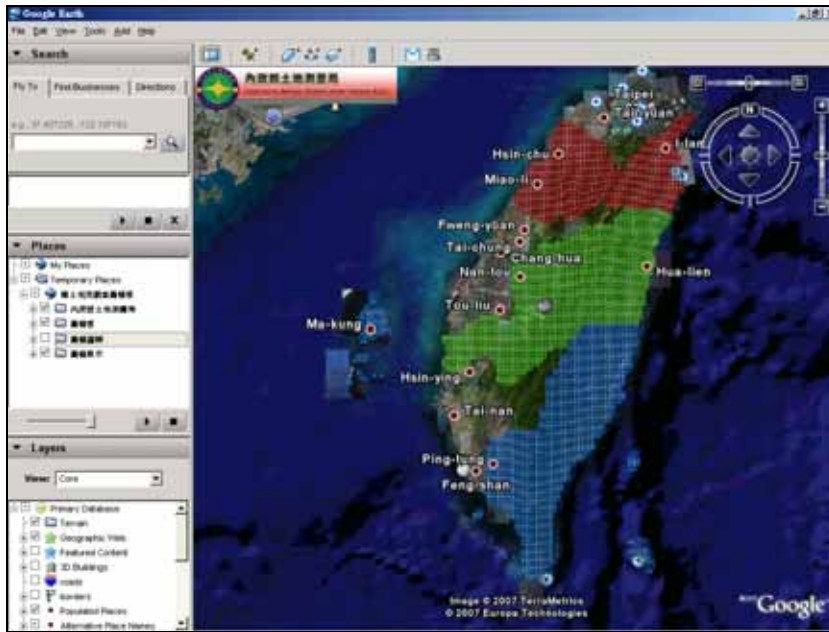 Google Earth
File Edit View Tools Add Help
Search
Fly To
Find Businesses
Directions
Places
My Places
Temporary Places
Layers
View: Core
Primary Database
Terrain
Geographic Web
Featured Content
3D Buildings
roads
borders
Populated Places
Alternative Place Names
Taipei
Tao-yuan
Hsin-chu
I-lan
Miao-li
Fweng-yuan
Tai-chung
Chang-hua
Nan-tou
Hua-lien
Tou-liu
Ma-kung
Hsin-ying
Tai-nan
Ping-tung
Feng-shan
N
Image © 2007 TerraMetrics
© 2007 Europa Technologies
Google